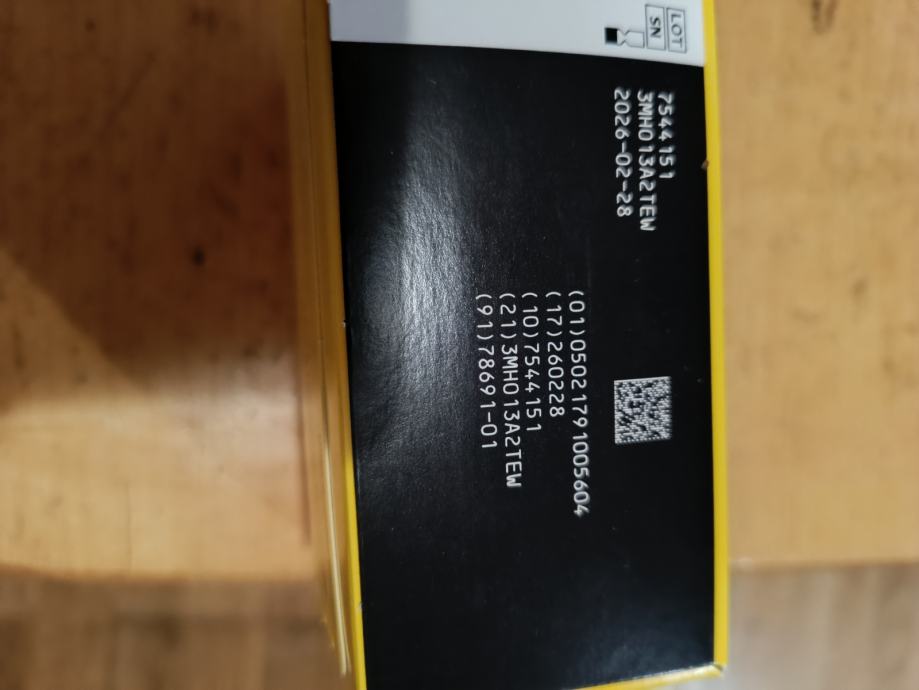 LOT
SN
7544151
3MH013A2TEW
2026-02-28
(01)05021791005604
(17)260228
(10)7544151
(21)3MH013A2TEW
(91)78691-01